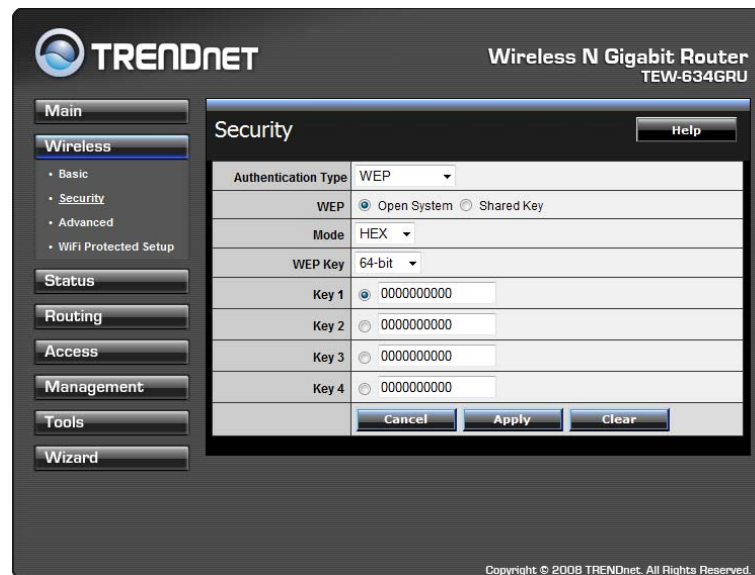 TRENDnet
Wireless N Gigabit Router
TEW-634GRU
Main
Wireless
• Basic
• Security
• Advanced
• WiFi Protected Setup
Status
Routing
Access
Management
Tools
Wizard
Security
Help
Authentication Type WEP
WEP Open System Shared Key
Mode HEX
WEP Key 64-bit
Key 1 0000000000
Key 2 0000000000
Key 3 0000000000
Key 4 0000000000
Cancel Apply Clear
Copyright © 2008 TRENDnet. All Rights Reserved.